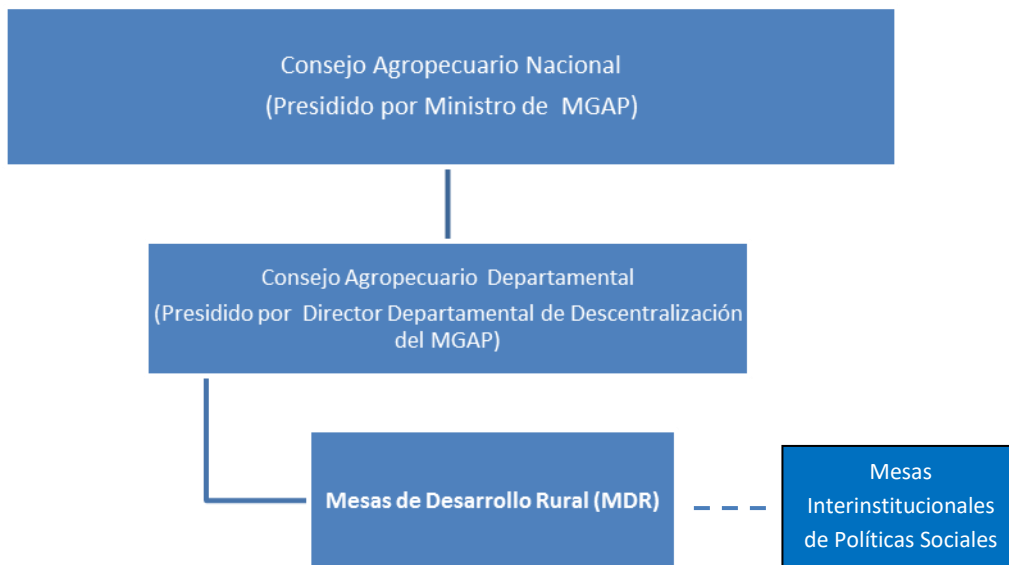 Consejo Agropecuario Nacional
(Presidido por Ministro de MGAP)
Consejo Agropecuario Departamental
(Presidido por Director Departamental de Descentralización
del MGAP)
Mesas de Desarrollo Rural (MDR)
Mesas
Interinstitucionales
de Políticas Sociales